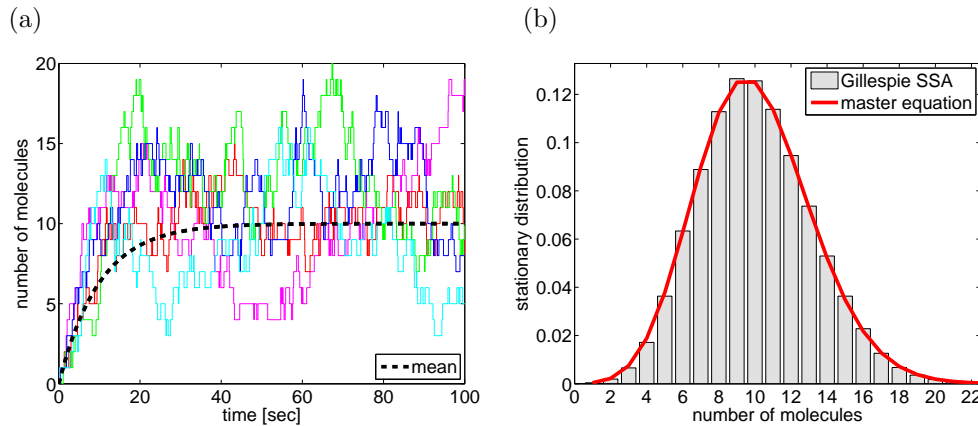 (a)
20
15
10
5
0
number of molecules
0 20 40 60 80 100
time [sec]
mean
(b)
0.12
0.1
0.08
0.06
0.04
0.02
0
stationary distribution
Gillespie SSA
master equation
0 2 4 6 8 10 12 14 16 18 20 22
number of molecules